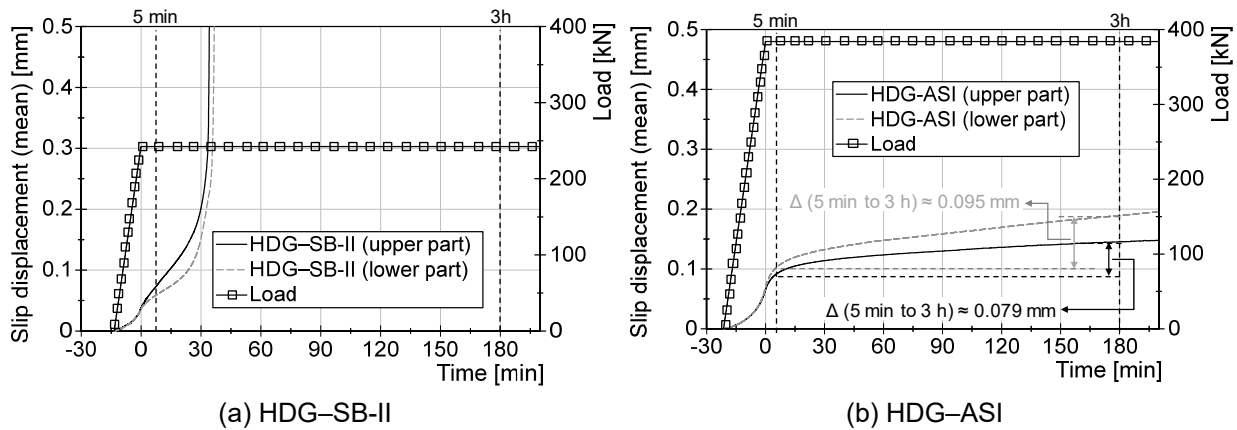 5 min
3h
Slip displacement (mean) [mm]
0.5
0.4
0.3
0.2
0.1
0
400
300
200
100
0
Load [kN]
HDG–SB-II (upper part)
HDG–SB-II (lower part)
Load
-30 0 30 60 90 120 150 180
Time [min]
(a) HDG–SB-II
5 min
3h
Slip displacement (mean) [mm]
0.5
0.4
0.3
0.2
0.1
0
400
350
300
250
200
150
100
50
0
Load [kN]
HDG-ASI (upper part)
HDG-ASI (lower part)
Load
Δ (5 min to 3 h) ≈ 0.095 mm
Δ (5 min to 3 h) ≈ 0.079 mm
-30 0 30 60 90 120 150 180
Time [min]
(b) HDG–ASI